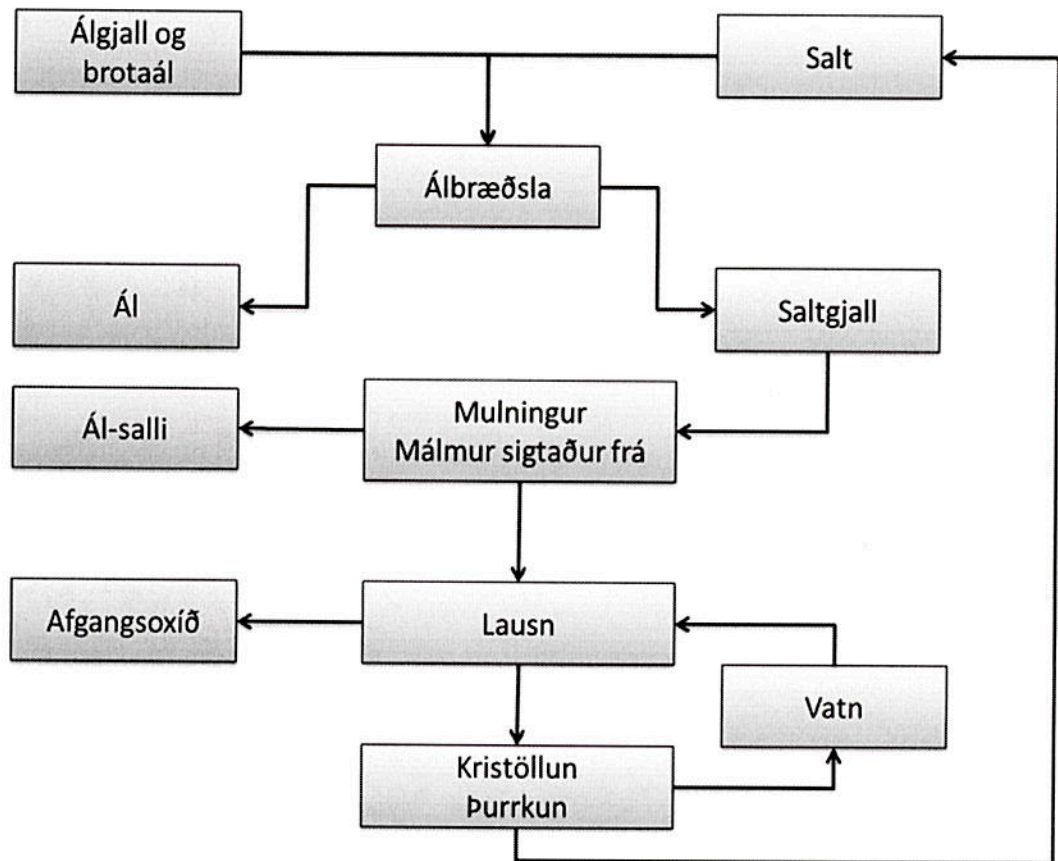 Álgjall og
brotaál
Salt
Álbræðsla
Ál
Saltgjall
Ál-salli
Mulningur
Málmur sigtaður frá
Afgangsoxíð
Lausn
Vatn
Kristöllun
Þurrkun